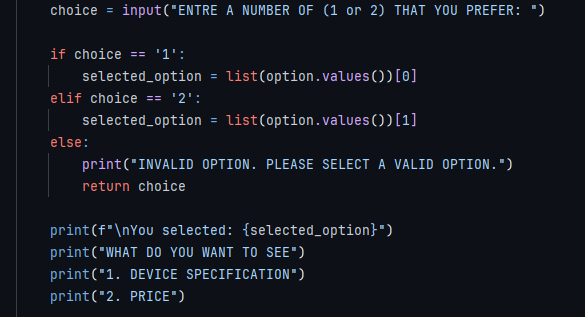 choice = input("ENTRE A NUMBER OF (1 or 2) THAT YOU PREFER: ")
if choice == '1':
selected_option = list(option.values())[0]
elif choice == '2':
selected_option = list(option.values())[1]
else:
print("INVALID OPTION. PLEASE SELECT A VALID OPTION.")
return choice
print(f"\nYou selected: {selected_option}")
print("WHAT DO YOU WANT TO SEE")
print("1. DEVICE SPECIFICATION")
print("2. PRICE")